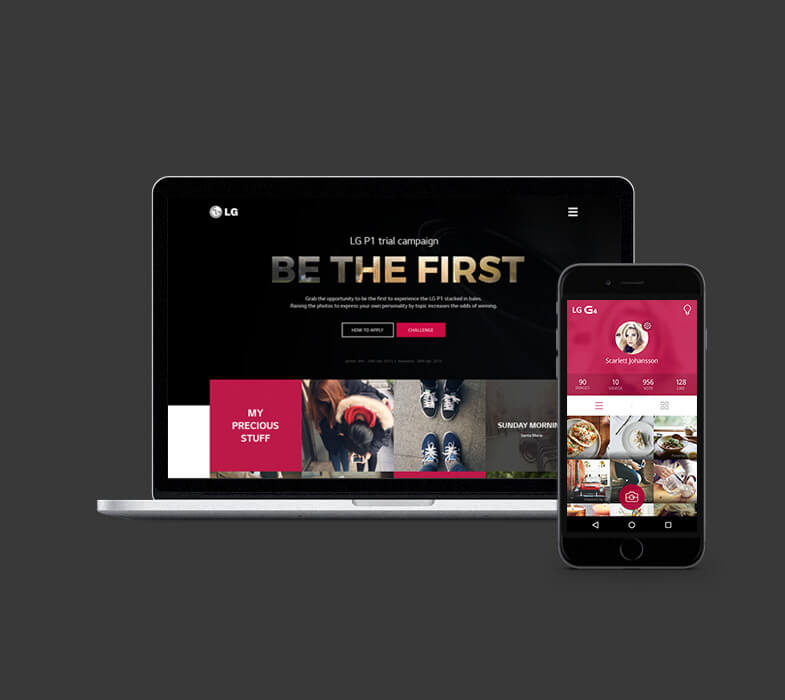 LG
LG P1 trial campaign
BE THE FIRST
Grab the opportunity to be the first to experience the LG P1 stacked in bales.
Raising the photos to express your own personality by topic increases the odds of winning.
HOW TO APPLY
CHALLENGE
MY
PRECIOUS
STUFF
SUNDAY MORNIN
Santa Maria
LG G4
Scarlett Johansson
90
10
956
128
IMAGES
VIDEOS
VOTE
LIKE